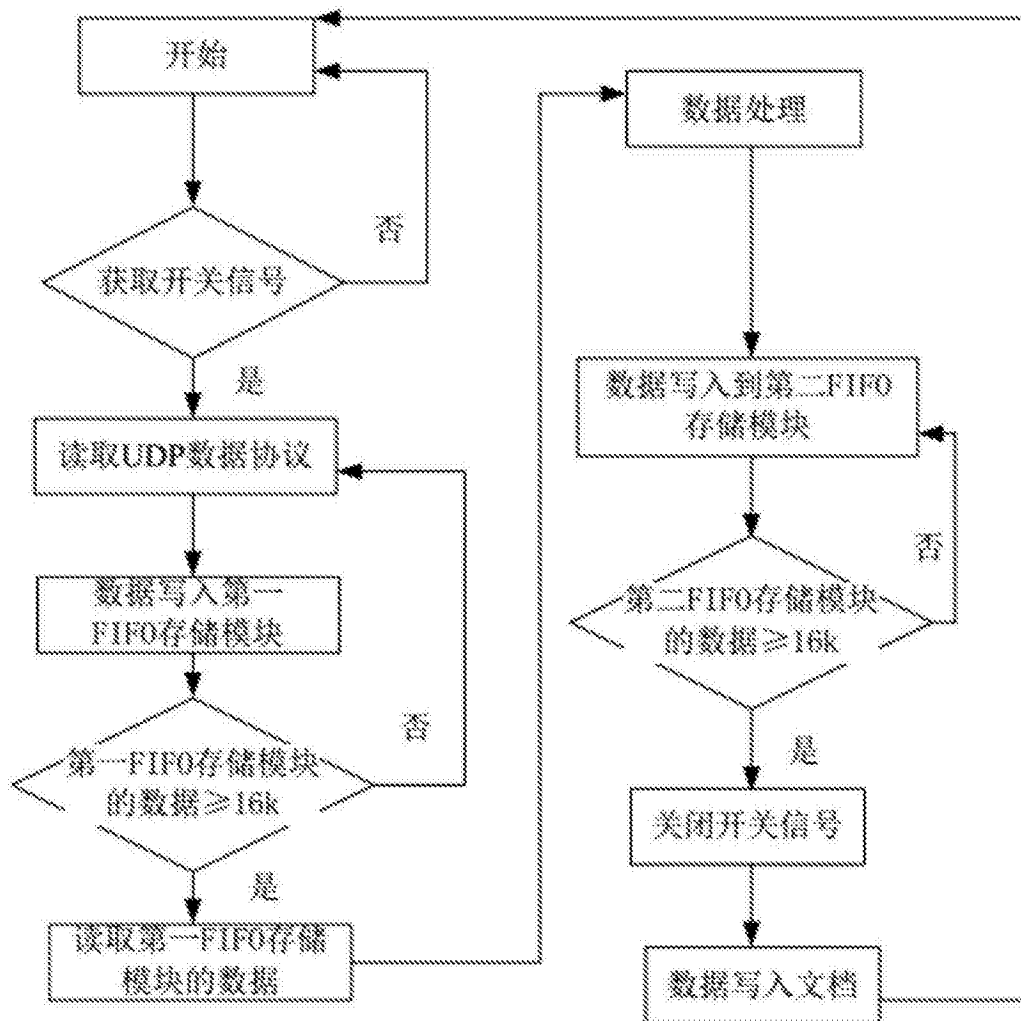 开始
否
获取开关信号
是
读取UDP数据协议
数据写入第一
FIFO存储模块
否
第一FIFO存储模块
的数据≥16k
是
读取第一FIFO存储
模块的数据
数据处理
数据写入到第二FIFO
存储模块
否
第二FIFO存储模块
的数据≥16k
是
关闭开关信号
数据写入文档